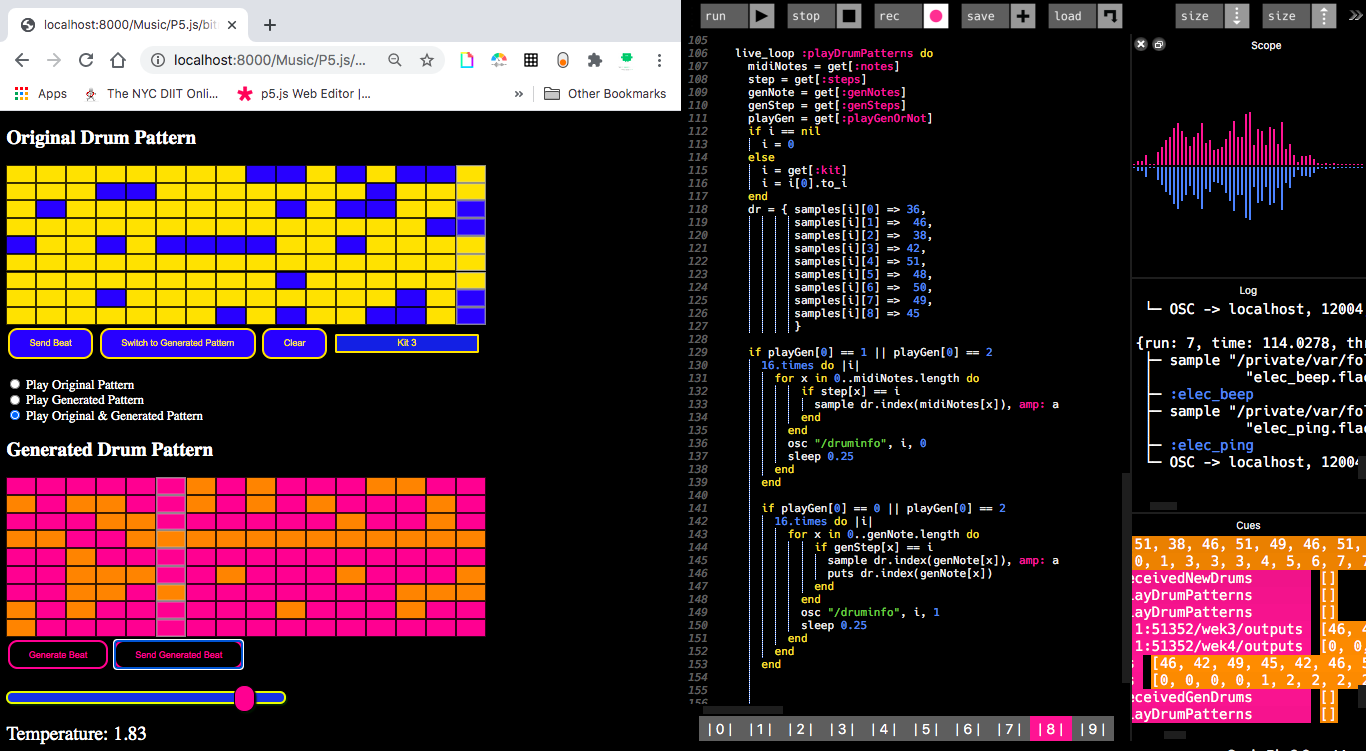 localhost:8000/Music/P5.js/bit
localhost:8000/Music/P5.js/...
Apps
The NYC DIIT Onli...
p5.js Web Editor |...
»
Other Bookmarks
Original Drum Pattern
Send Beat
Switch to Generated Pattern
Clear
Kit 3
Play Original Pattern
Play Generated Pattern
Play Original & Generated Pattern
Generated Drum Pattern
Generate Beat
Send Generated Beat
Temperature: 1.83
run
stop
rec
save
load
size
size
105
106 live_loop :playDrumPatterns do
107 midiNotes = get[:notes]
108 step = get[:steps]
109 genNote = get[:genNotes]
110 genStep = get[:genSteps]
111 playGen = get[:playGenOrNot]
112 if i == nil
113 i = 0
114 else
115 i = get[:kit]
116 i = i[0].to_i
117 end
118 dr = { samples[i][0] => 36,
119 samples[i][1] => 46,
120 samples[i][2] => 38,
121 samples[i][3] => 42,
122 samples[i][4] => 51,
123 samples[i][5] => 48,
124 samples[i][6] => 50,
125 samples[i][7] => 49,
126 samples[i][8] => 45
127 }
128
129 if playGen[0] == 1 || playGen[0] == 2
130 16.times do |i|
131 for x in 0..midiNotes.length do
132 if step[x] == i
133 sample dr.index(midiNotes[x]), amp: a
134 end
135 end
136 osc "/druminfo", i, 0
137 sleep 0.25
138 end
139 end
140
141 if playGen[0] == 0 || playGen[0] == 2
142 16.times do |i|
143 for x in 0..genNote.length do
144 if genStep[x] == i
145 sample dr.index(genNote[x]), amp: a
146 puts dr.index(genNote[x])
147 end
148 end
149 osc "/druminfo", i, 1
150 sleep 0.25
151 end
152 end
153 end
154
155
156
|0| |1| |2| |3| |4| |5| |6| |7| |8| |9|
Scope
Log
OSC -> localhost, 12004
{run: 7, time: 114.0278, thr
sample "/private/var/fol
"elec_beep.flac
:elec_beep
sample "/private/var/fol
"elec_ping.flac
:elec_ping
OSC -> localhost, 12004
Cues
51, 38, 46, 51, 49, 46, 51,
0, 1, 3, 3, 3, 4, 5, 6, 7, 7
eceivedNewDrums []
layDrumPatterns []
layDrumPatterns []
1:51352/wek3/outputs [46, 4
1:51352/wek4/outputs [0, 0,
s [46, 42, 49, 45, 42, 46, 5
s [0, 0, 0, 0, 1, 2, 2, 2, 2
eceivedGenDrums []
layDrumPatterns []